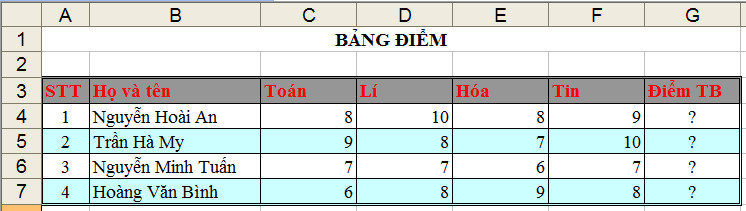 A B C D E F G
1 BẢNG ĐIỂM
2
3 STT Họ và tên Toán Lí Hóa Tin Điểm TB
4 1 Nguyễn Hoài An 8 10 8 9 ?
5 2 Trần Hà My 9 8 7 10 ?
6 3 Nguyễn Minh Tuấn 7 7 6 7 ?
7 4 Hoàng Văn Bình 6 8 9 8 ?